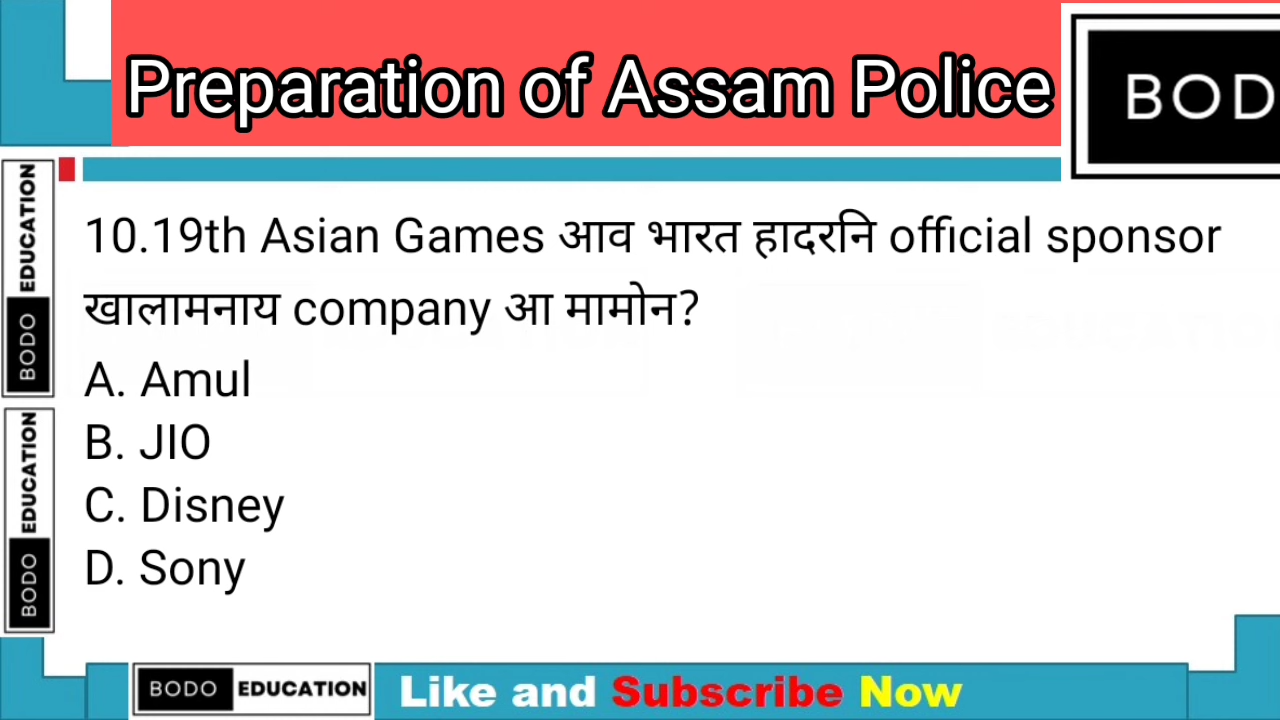 Preparation of Assam Police
BOD
EDUCATION
BODO
10.19th Asian Games आव भारत हादरनि official sponsor
खालामनाय company आ मामोन?
A. Amul
B. JIO
C. Disney
D. Sony
EDUCATION
BODO
BODO EDUCATION
Like and Subscribe Now